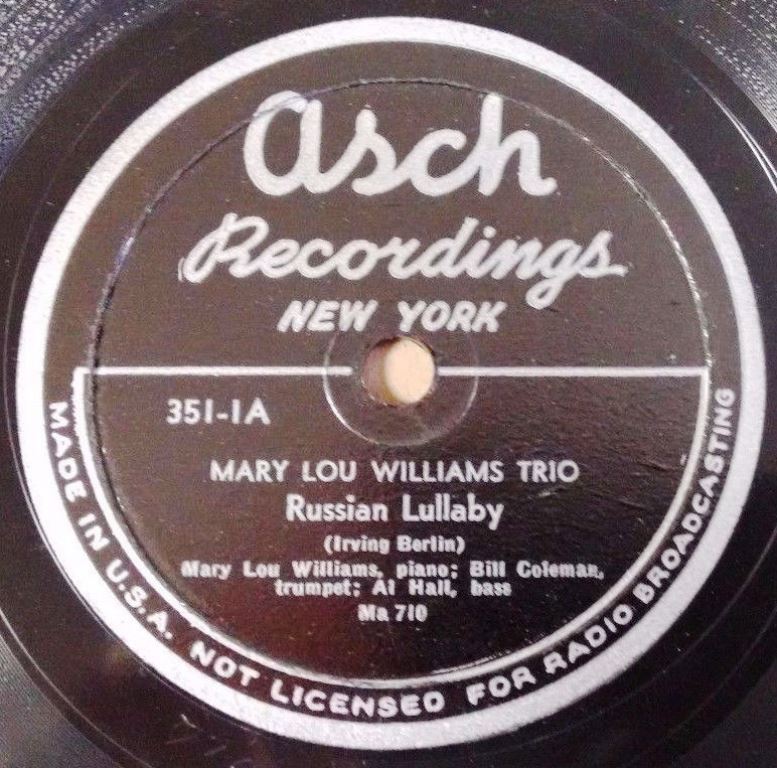 asch
Recordings
NEW YORK
351-1A
MARY LOU WILLIAMS TRIO
Russian Lullaby
(Irving Berlin)
Mary Lou Williams, piano; Bill Coleman,
trumpet; Al Hall, bass
Ma 710
MADE IN U.S.A. NOT LICENSED FOR RADIO BROADCASTING